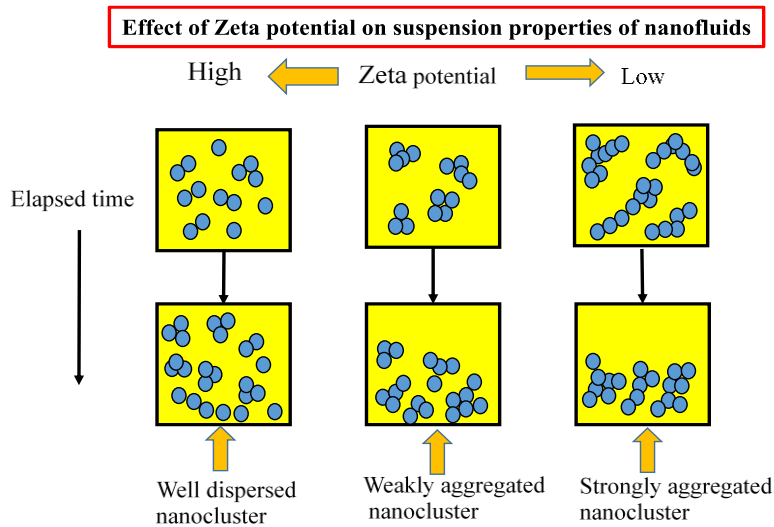 Effect of Zeta potential on suspension properties of nanofluids
High
Zeta potential
Low
Elapsed time
Well dispersed
nanocluster
Weakly aggregated
nanocluster
Strongly aggregated
nanocluster